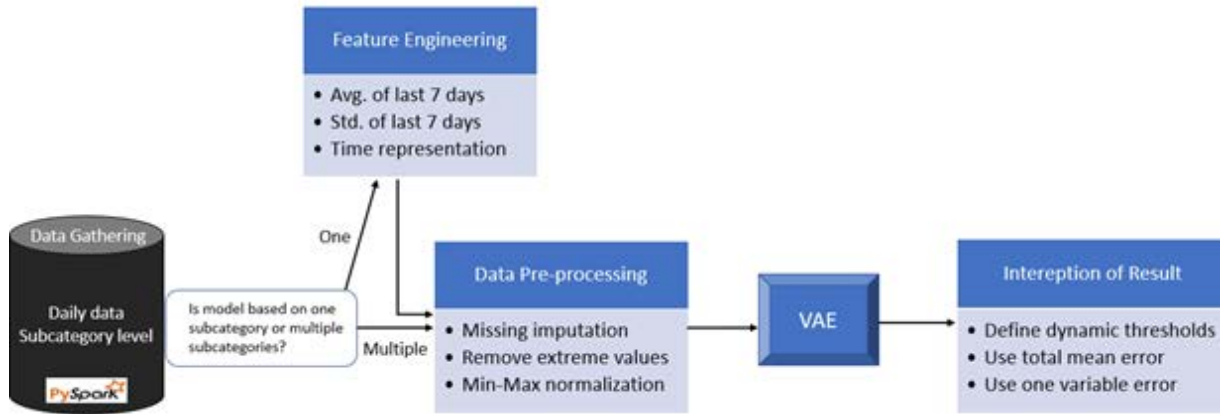 Feature Engineering
• Avg. of last 7 days
• Std. of last 7 days
• Time representation
Data Gathering
Daily data
Subcategory level
PySpark
Is model based on one
subcategory or multiple
subcategories?
One
Multiple
Data Pre-processing
• Missing imputation
• Remove extreme values
• Min-Max normalization
VAE
Intereption of Result
• Define dynamic thresholds
• Use total mean error
• Use one variable error